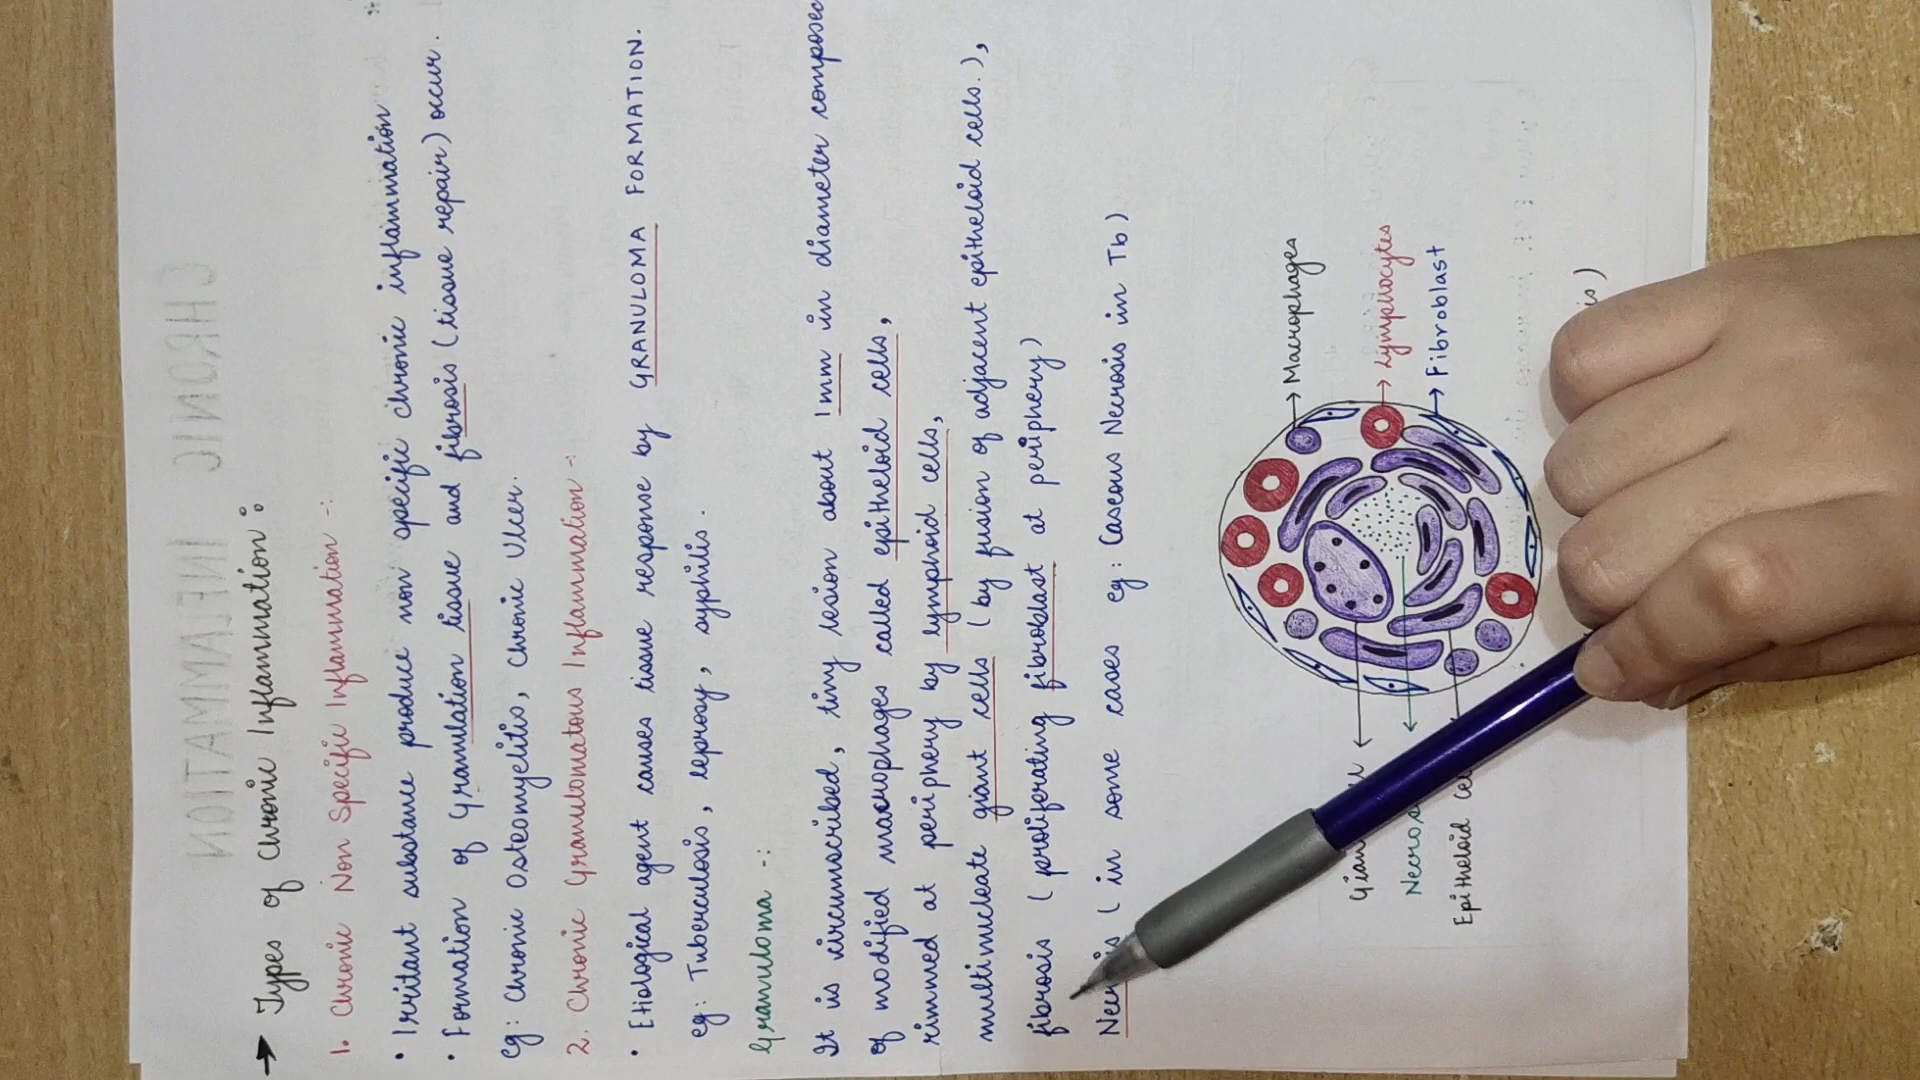 → Types of Chronic Inflammation:
1. Chronic Non Specific Inflammation -:
• Irritant substance produce non specific chronic inflammation
• Formation of Granulation tissue and fibrosis (tissue repair) occur.
eg: Chronic Osteomyelitis, Chronic Ulcer.
2. Chronic Granulomatous Inflammation -:
• Etiological agent causes tissue response by GRANULOMA FORMATION.
eg: Tuberculosis, leprosy, syphilis.
Granuloma -:
It is circumscribed, tiny lesion about 1mm in diameter composed
of modified macrophages called epitheloid cells,
rimmed at periphery by lymphoid cells,
multinucleate giant cells (by fusion of adjacent epitheloid cells.),
fibrosis (proliferating fibroblast at periphery)
(in some cases eg: Caseous Necrosis in Tb)
Macrophages
Lymphocytes
Fibroblast
Epitheloid
is)
CHRONIC INFLAMMATION